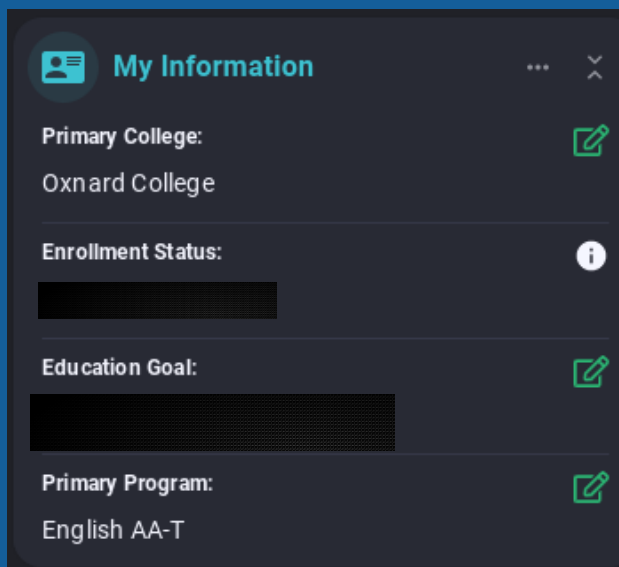 My Information
Primary College:
Oxnard College
Enrollment Status:
Education Goal:
Primary Program:
English AA-T